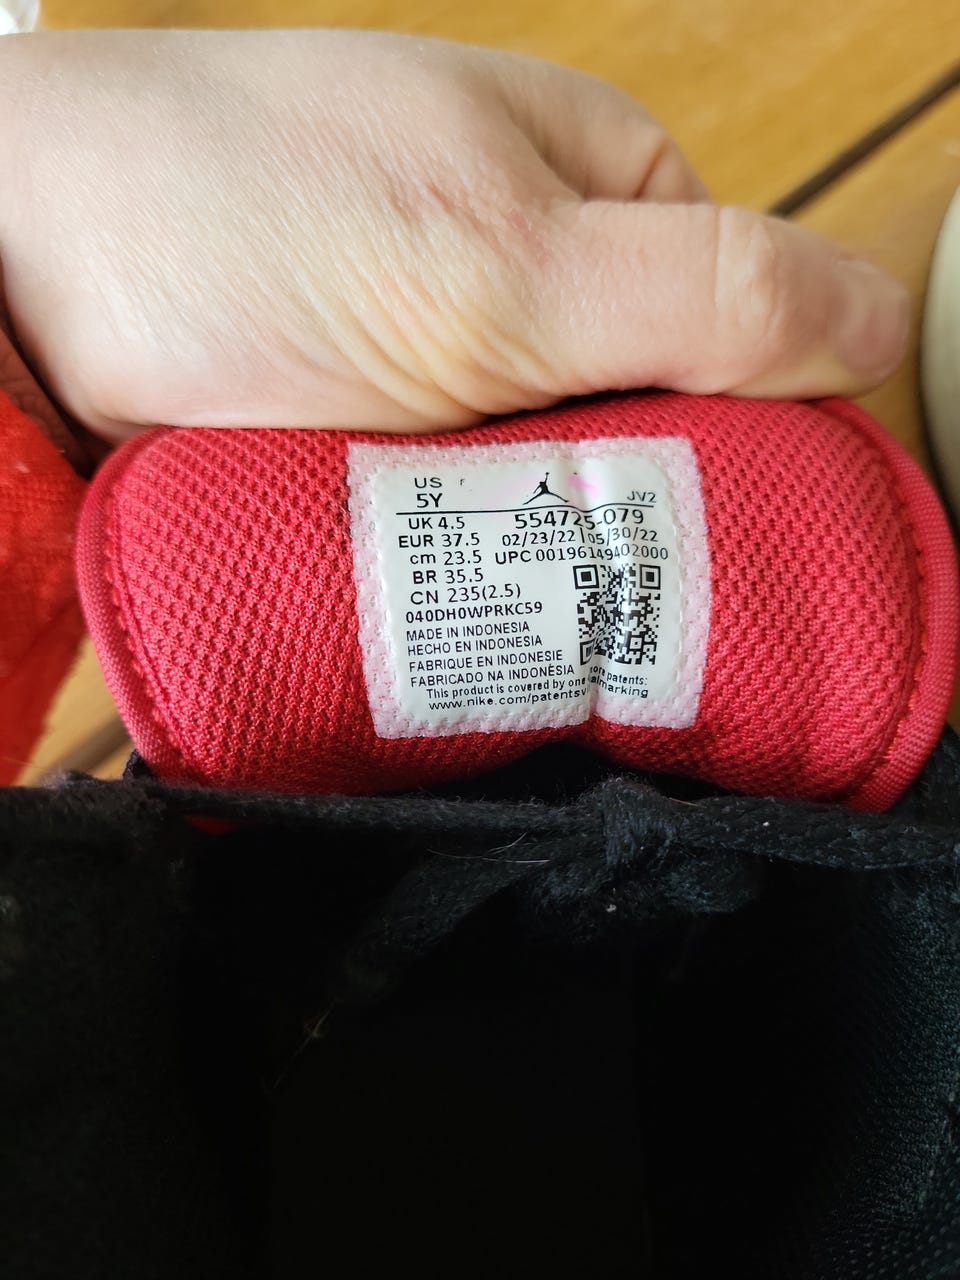 US F
5Y JV2
UK 4.5 554725-079
EUR 37.5 02/23/22 05/30/22
cm 23.5 UPC 00196149402000
BR 35.5
CN 235(2.5)
040DH0WPRKC59
MADE IN INDONESIA
HECHO EN INDONESIA
FABRIQUE EN INDONESIE
FABRICADO NA INDONÉSIA
This product is covered by one patents:
www.nike.com/patents